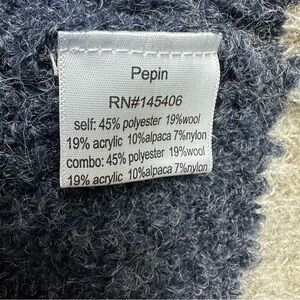 Pepin
RN#145406
self: 45% polyester 19%wool
19% acrylic 10%alpaca 7%nylon
combo: 45% polyester 19%wool
19% acrylic 10%alpaca 7%nylon